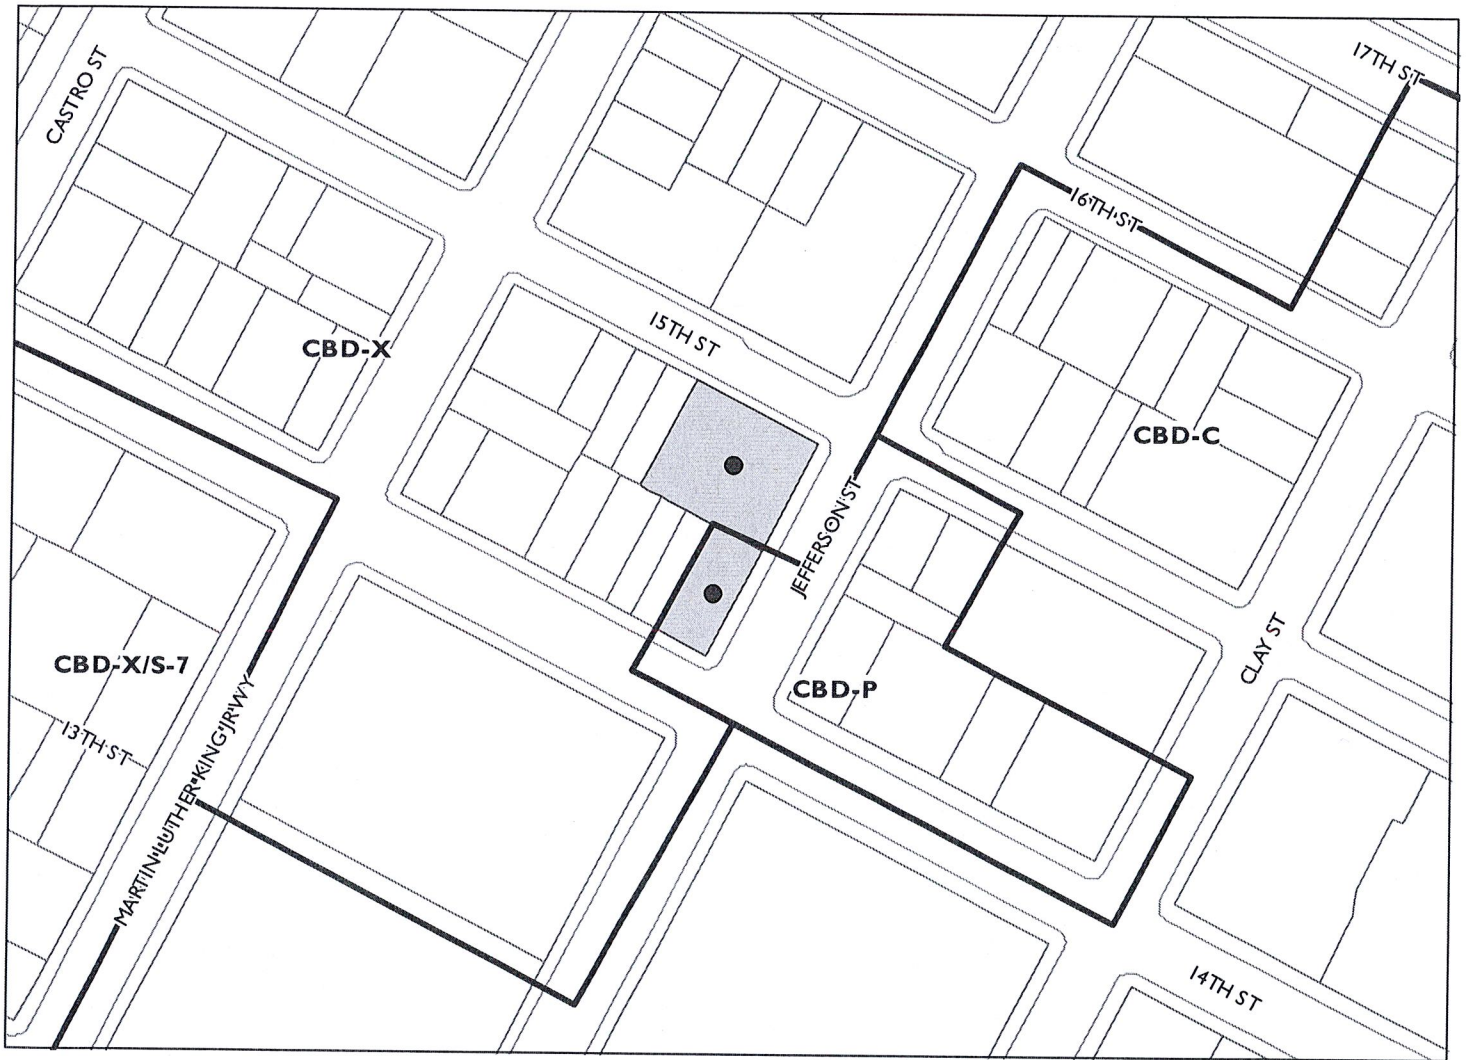 17TH ST
CASTRO ST
16TH ST
15TH ST
CBD-X
CBD-C
JEFFERSON ST
CBD-X/S-7
CLAY ST
CBD-P
13TH ST
MARTIN LUTHER KING JR WY
14TH ST